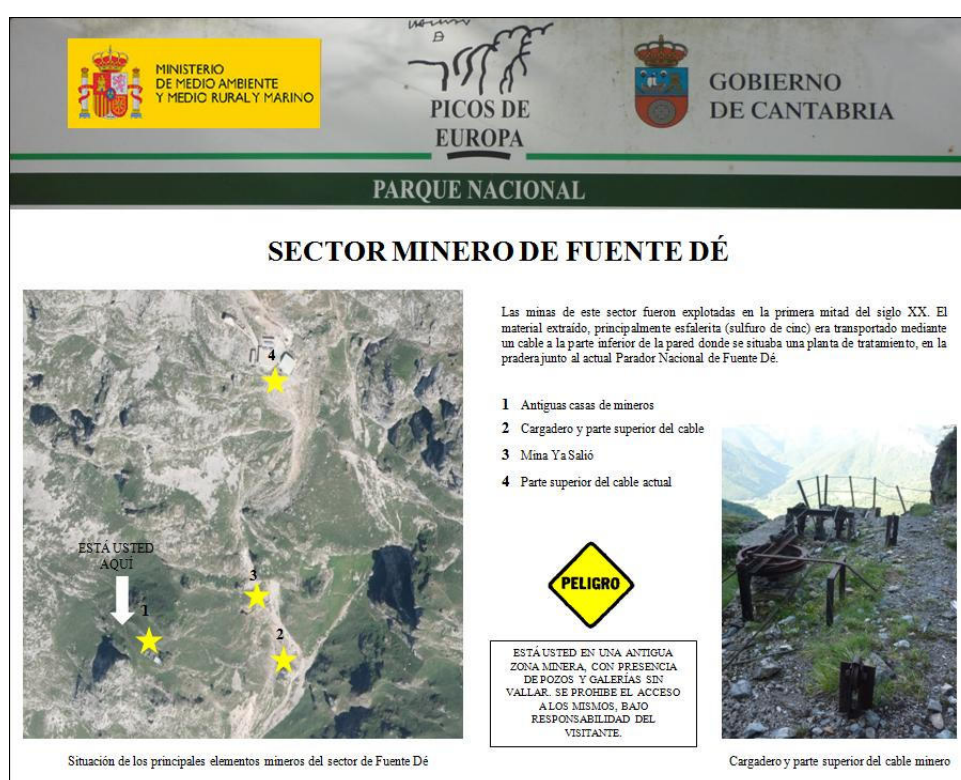 MINISTERIO
DE MEDIO AMBIENTE
Y MEDIO RURAL Y MARINO
PICOS DE
EUROPA
GOBIERNO
DE CANTABRIA
PARQUE NACIONAL
SECTOR MINERO DE FUENTE DÉ
Las minas de este sector fueron explotadas en la primera mitad del siglo XX. El
material extraído, principalmente esfalerita (sulfuro de cinc) era transportado mediante
un cable a la parte inferior de la pared donde se situaba una planta de tratamiento, en la
pradera junto al actual Parador Nacional de Fuente Dé.
1 Antiguas casas de mineros
2 Cargadero y parte superior del cable
3 Mina Ya Salió
4 Parte superior del cable actual
4
ESTÁ USTED
AQUÍ
1
3
2
PELIGRO
ESTÁ USTED EN UNA ANTIGUA
ZONA MINERA, CON PRESENCIA
DE POZOS Y GALERÍAS SIN
VALLAR. SE PROHIBE EL ACCESO
A LOS MISMOS, BAJO
RESPONSABILIDAD DEL
VISITANTE.
Situación de los principales elementos mineros del sector de Fuente Dé
Cargadero y parte superior del cable minero